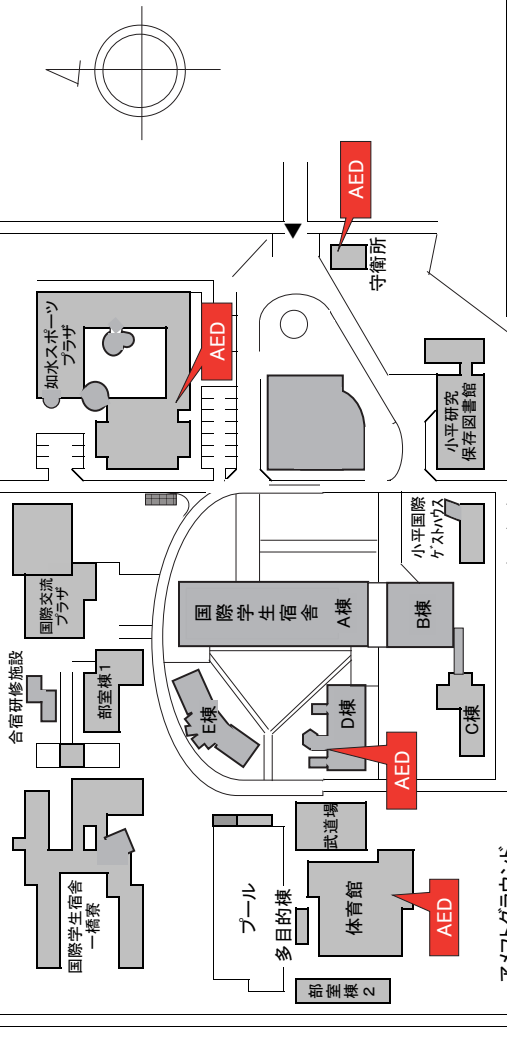 AED
守衛所
如水スポーツ
プラザ
AED
小平研究
保存図書館
小平国際
ゲストハウス
国際交流
プラザ
国際学生宿舎
A棟
B棟
合宿研修施設
部室棟1
E棟
D棟
C棟
AED
武道場
国際学生宿舎
一橋寮
プール
多目的棟
体育館
AED
部室棟2